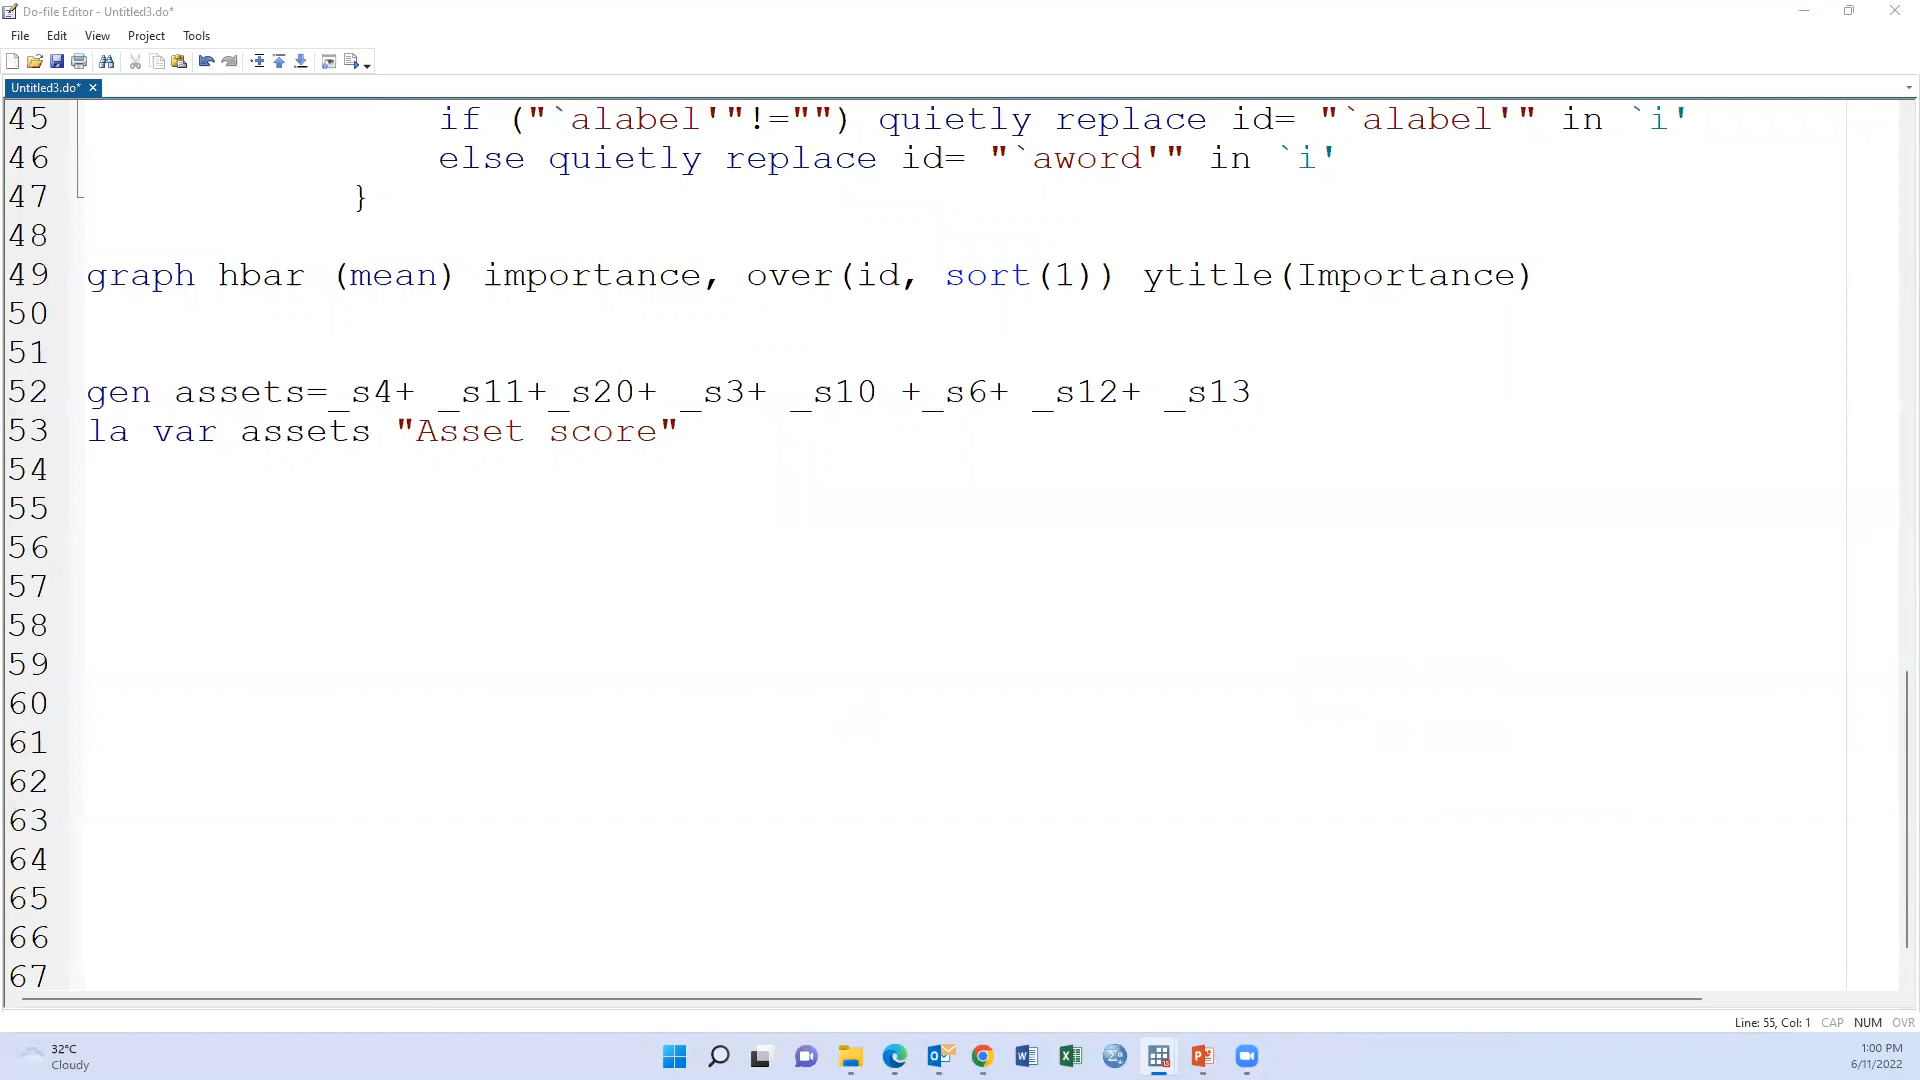 Do-file Editor - Untitled3.do*
File Edit View Project Tools
Untitled3.do* ×
45 if ("`alabel'"!="") quietly replace id= "`alabel'" in `i'
46 else quietly replace id= "`aword'" in `i'
47 }
48
49 graph hbar (mean) importance, over(id, sort(1)) ytitle(Importance)
50
51
52 gen assets=_s4+ _s11+_s20+ _s3+ _s10 +_s6+ _s12+ _s13
53 la var assets "Asset score"
54
55
56
57
58
59
60
61
62
63
64
65
66
67
Line: 55, Col: 1 CAP NUM OVR
32°C
Cloudy
1:00 PM
6/11/2022